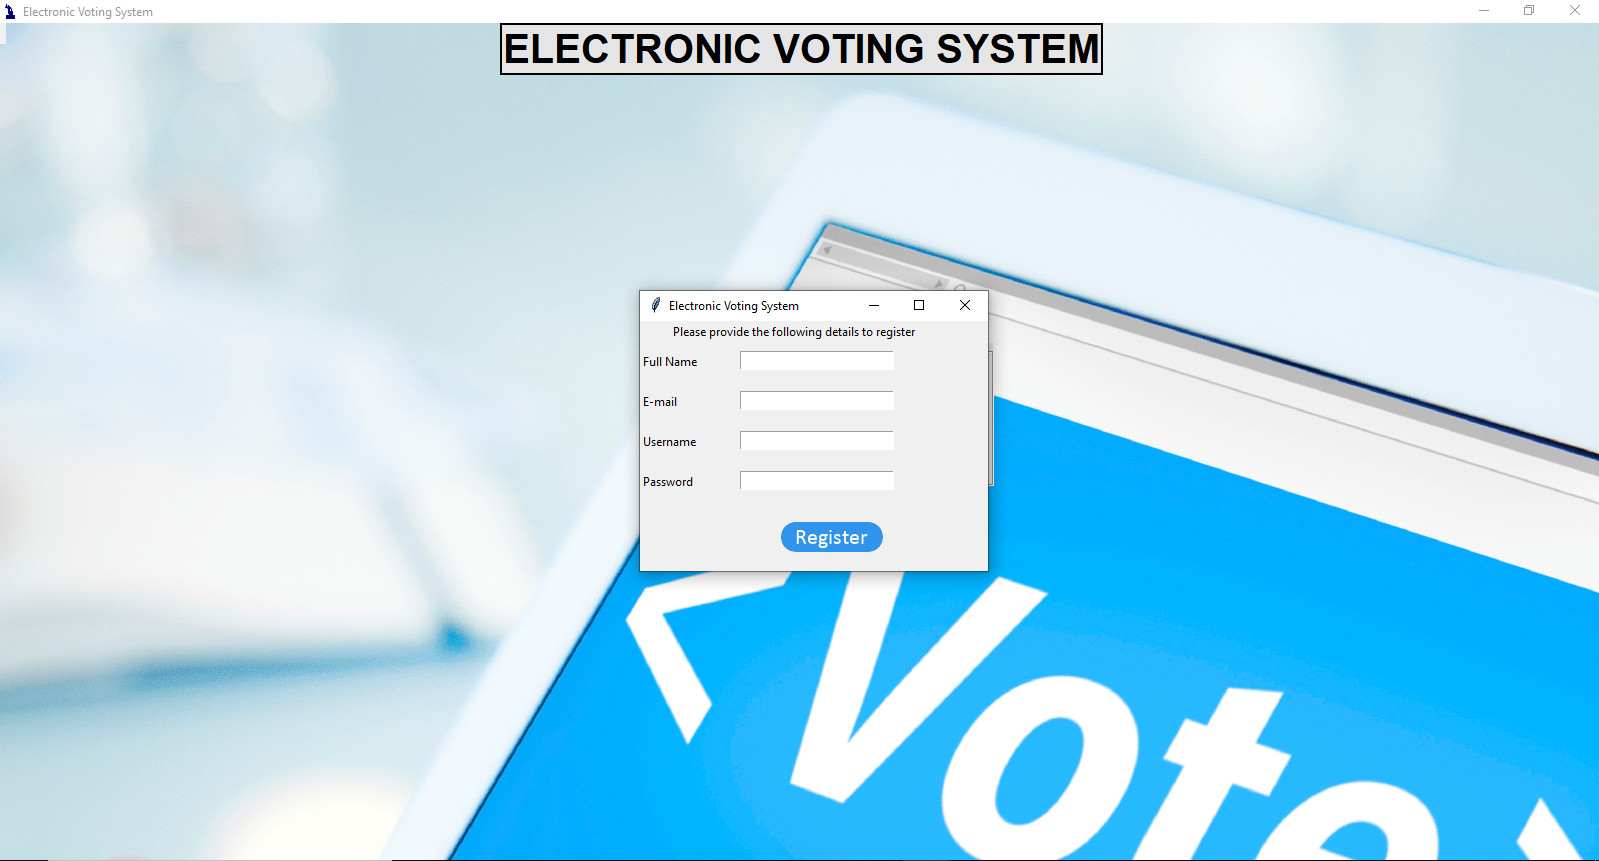 Electronic Voting System
ELECTRONIC VOTING SYSTEM
Electronic Voting System
Please provide the following details to register
Full Name
E-mail
Username
Password
Register
<Vote>